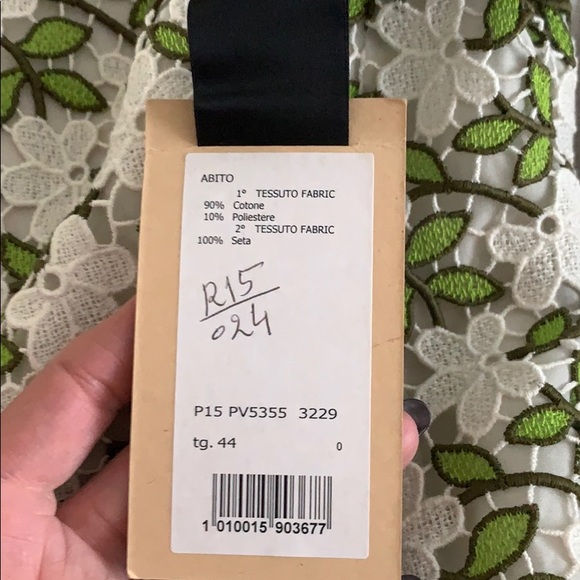 ABITO
1° TESSUTO FABRIC
90% Cotone
10% Poliestere
2° TESSUTO FABRIC
100% Seta
R15
024
P15 PV5355 3229
tg. 44 0
1 010015 903677